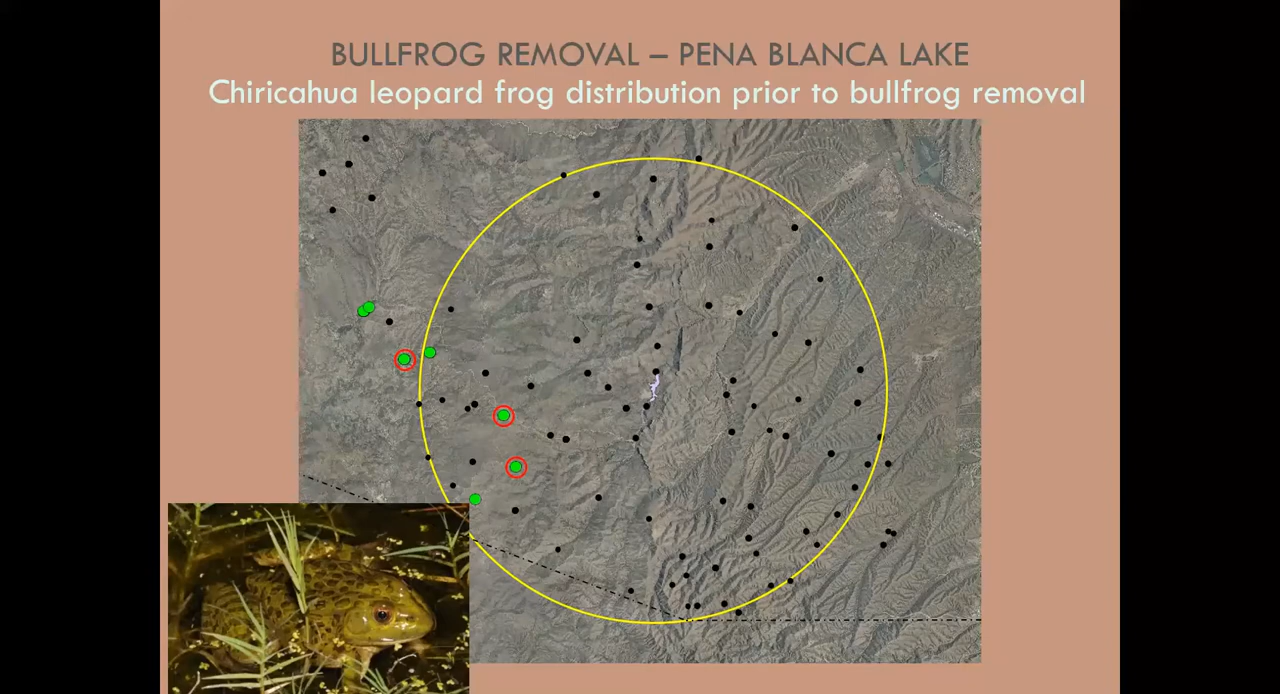 BULLFROG REMOVAL – PENA BLANCA LAKE
Chiricahua leopard frog distribution prior to bullfrog removal